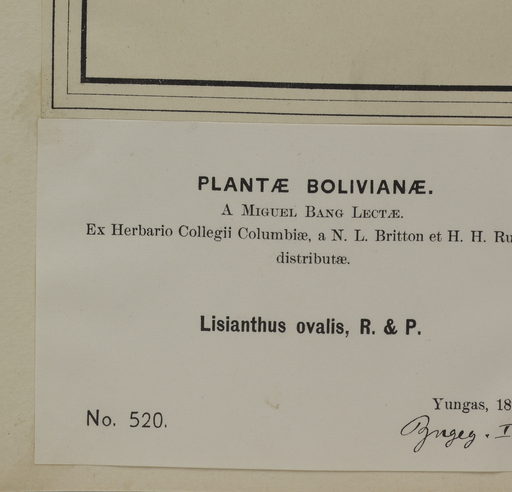 PLANTÆ BOLIVIANÆ.
A MIGUEL BANG LECTÆ.
Ex Herbario Collegii Columbiæ, a N. L. Britton et H. H. Ru
distributæ.
Lisianthus ovalis, R. & P.
Yungas, 18
No. 520.